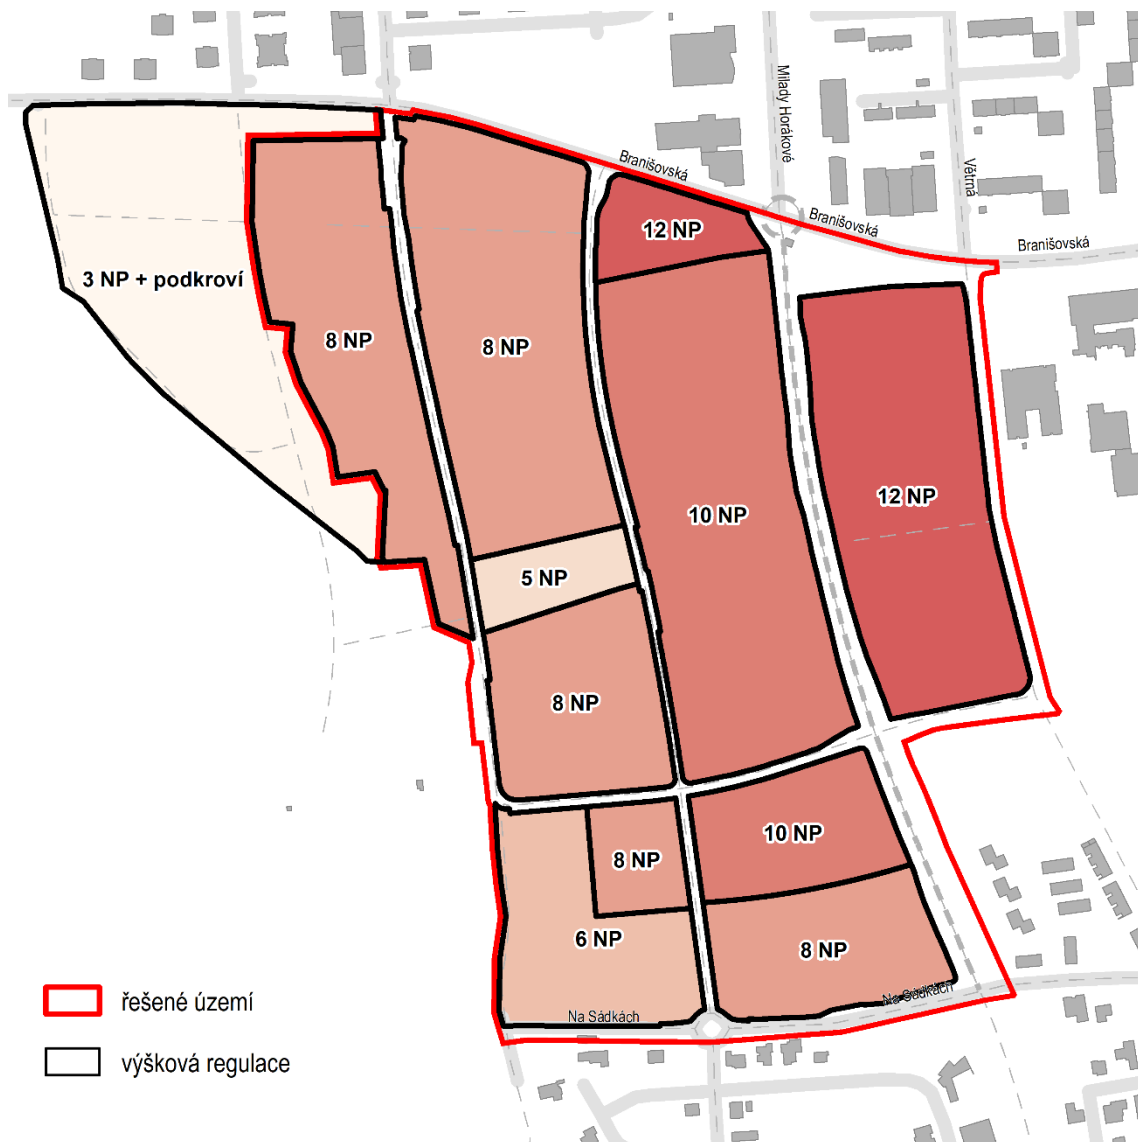 Milady Horákové
Branišovská
Větrná
Branišovská
Branišovská
12 NP
3 NP + podkroví
8 NP
8 NP
12 NP
10 NP
5 NP
8 NP
10 NP
8 NP
6 NP
8 NP
Na Sádkách
Na Sádkách
řešené území
výšková regulace